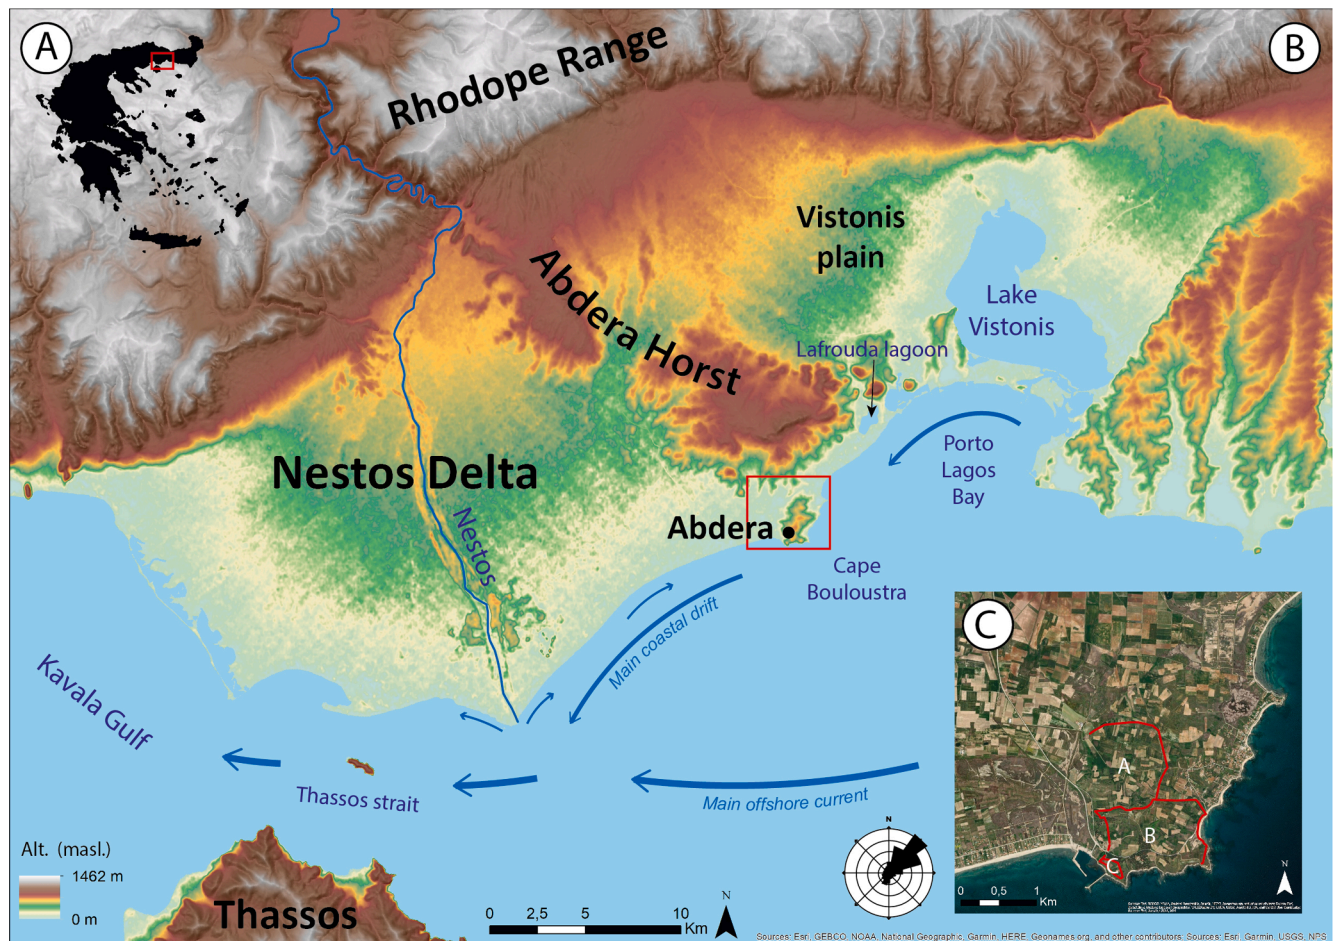 A
B
Rhodope Range
Vistonis
plain
Abdera Horst
Lake
Vistonis
Lafrouda lagoon
Porto
Lagos
Bay
Nestos Delta
Nestos
Abdera
Cape
Bouloustra
Main coastal drift
Kavala Gulf
Thassos strait
Main offshore current
C
A
B
C
N
0 0,5 1
Km
Alt. (masl.)
1462 m
0 m
Thassos
N
0 2,5 5 10
Km
N
Sources: Esri, GEBCO, NOAA, National Geographic, Garmin, HERE, Geonames.org, and other contributors, Sources: Esri, Garmin, USGS, NPS